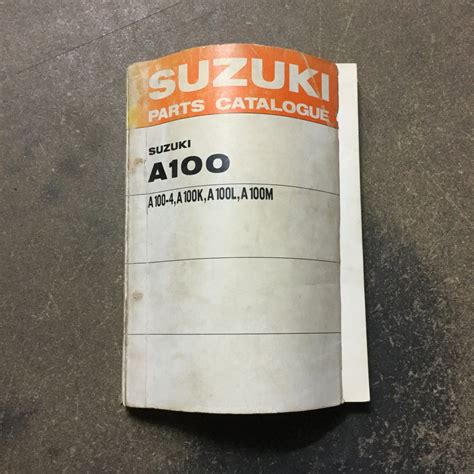 SUZUKI
PARTS CATALOGUE
SUZUKI
A100
A100-4, A100K, A100L, A100M